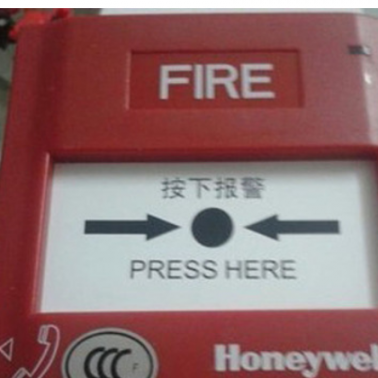 FIRE
按下报警
PRESS HERE
CCC F
Honeywel